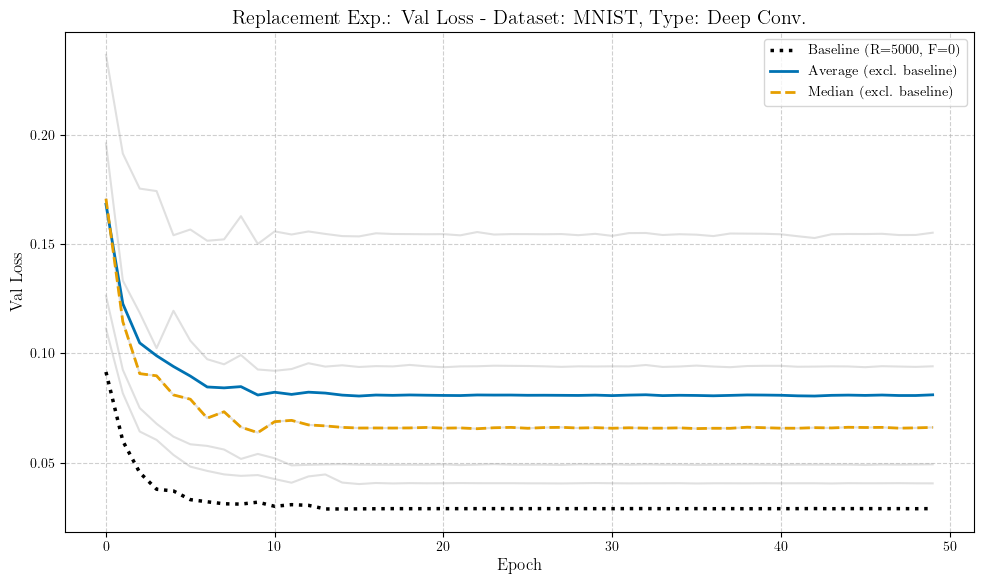 Replacement Exp.: Val Loss - Dataset: MNIST, Type: Deep Conv.
Baseline (R=5000, F=0)
Average (excl. baseline)
Median (excl. baseline)
Val Loss
0.20
0.15
0.10
0.05
0 10 20 30 40 50
Epoch